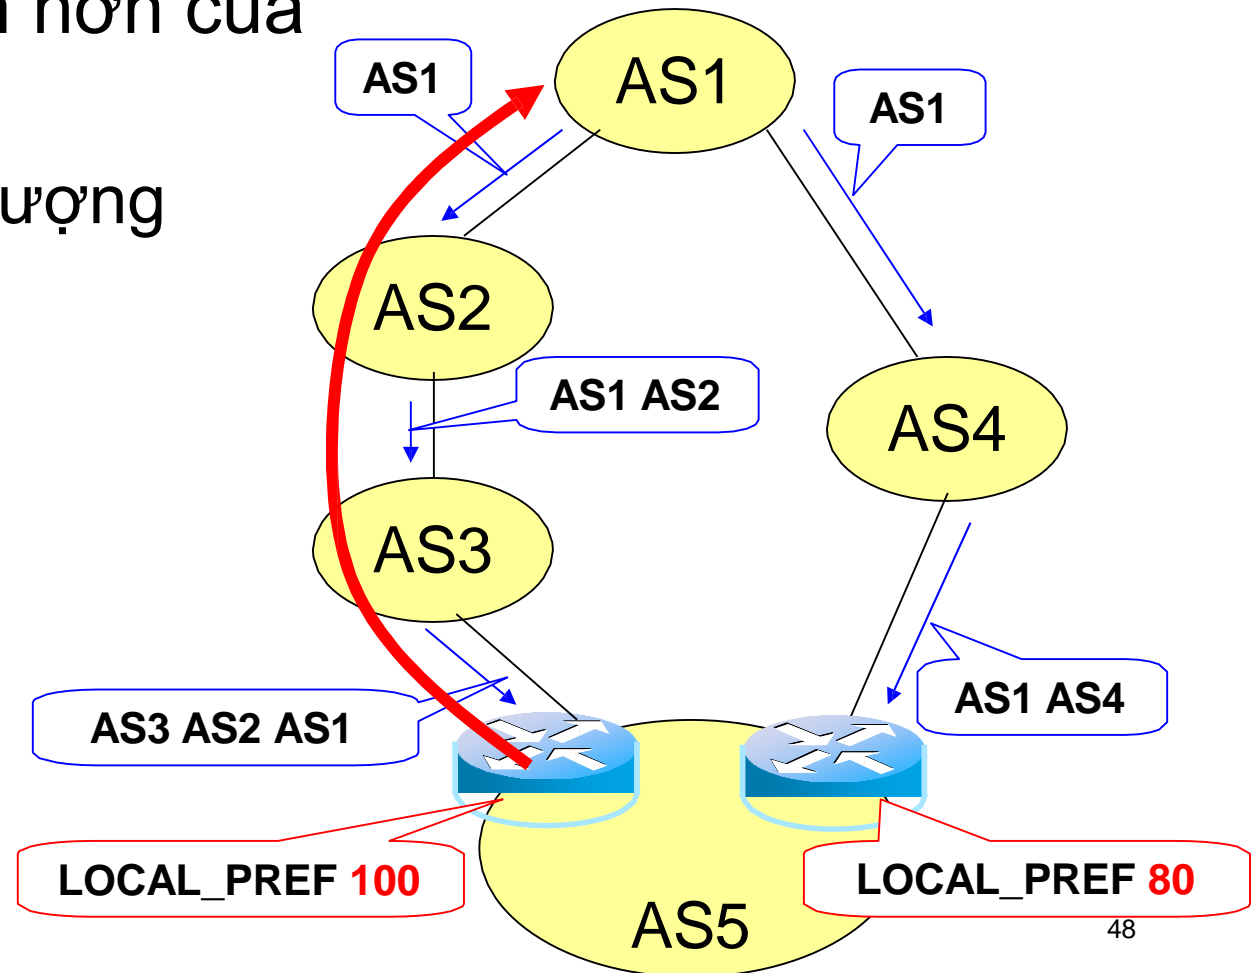 hơn của
ượng
AS1
AS1
AS1
AS2
AS1 AS2
AS4
AS3
AS1 AS4
AS3 AS2 AS1
LOCAL_PREF 100
LOCAL_PREF 80
AS5
48